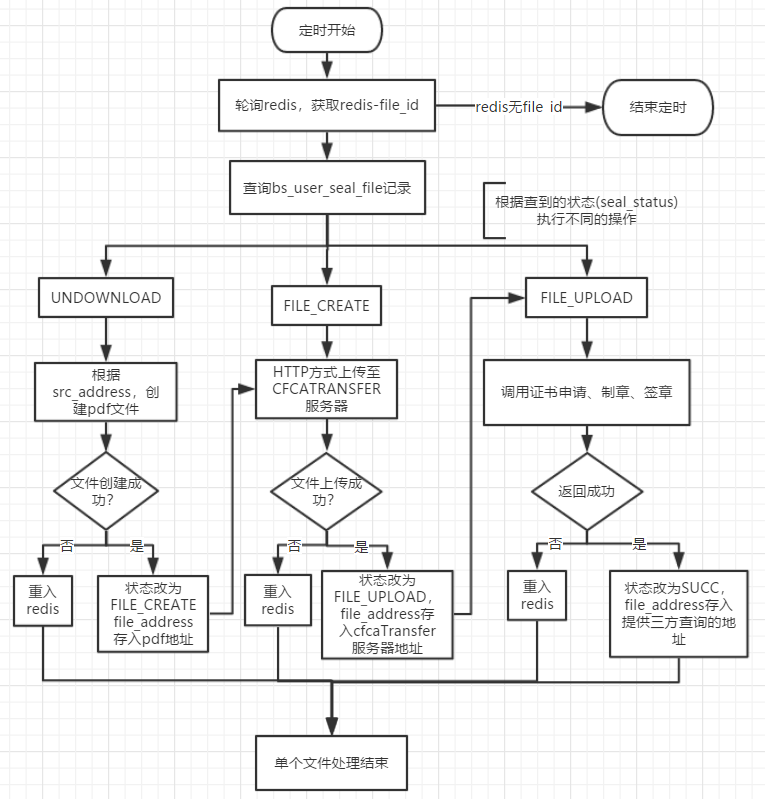 定时开始
轮询redis，获取redis-file_id
redis无file id
结束定时
查询bs_user_seal_file记录
根据查到的状态(seal_status)
执行不同的操作
UNDOWNLOAD
FILE_CREATE
FILE_UPLOAD
根据
src_address，创
建pdf文件
HTTP方式上传至
CFCATRANSFER
服务器
调用证书申请、制章、签章
文件创建成
功?
文件上传成
功?
返回成功
否
是
否
是
否
是
重入
redis
状态改为
FILE_CREATE
file_address
存入pdf地址
重入
redis
状态改为
FILE_UPLOAD，
file_address存
入cfcaTransfer
服务器地址
重入
redis
状态改为SUCC，
file_address存入
提供三方查询的地
址
单个文件处理结束